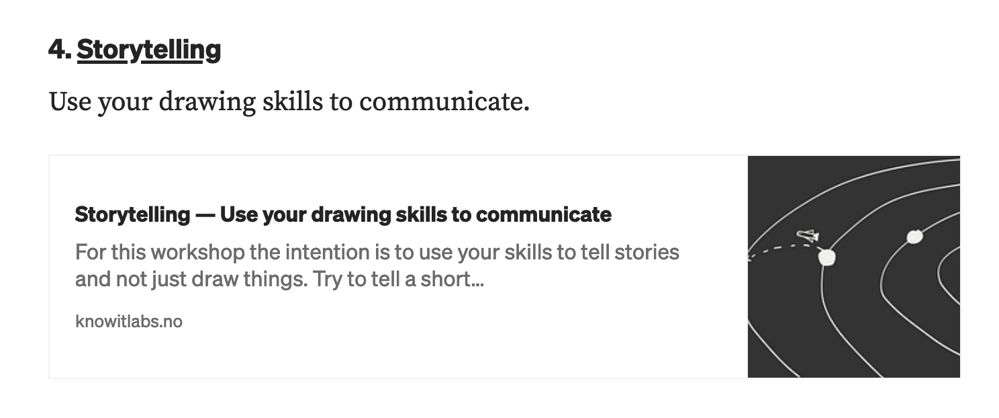 4. Storytelling
Use your drawing skills to communicate.
Storytelling — Use your drawing skills to communicate
For this workshop the intention is to use your skills to tell stories
and not just draw things. Try to tell a short...
knowitlabs.no